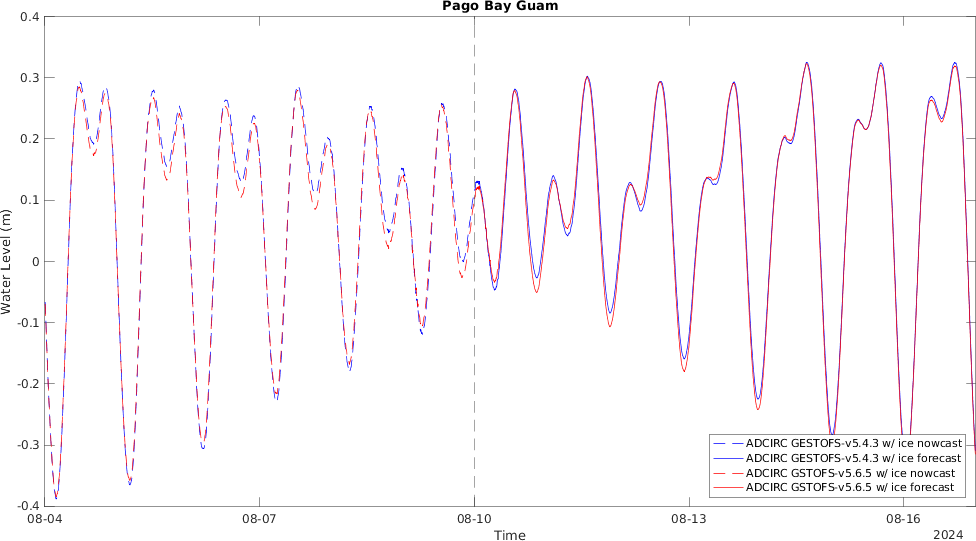 Pago Bay Guam
Water Level (m)
0.4
0.3
0.2
0.1
0
-0.1
-0.2
-0.3
-0.4
ADCIRC GESTOFS-v5.4.3 w/ ice nowcast
ADCIRC GESTOFS-v5.4.3 w/ ice forecast
ADCIRC GSTOFS-v5.6.5 w/ ice nowcast
ADCIRC GSTOFS-v5.6.5 w/ ice forecast
08-04 08-07 08-10 08-13 08-16
Time
2024